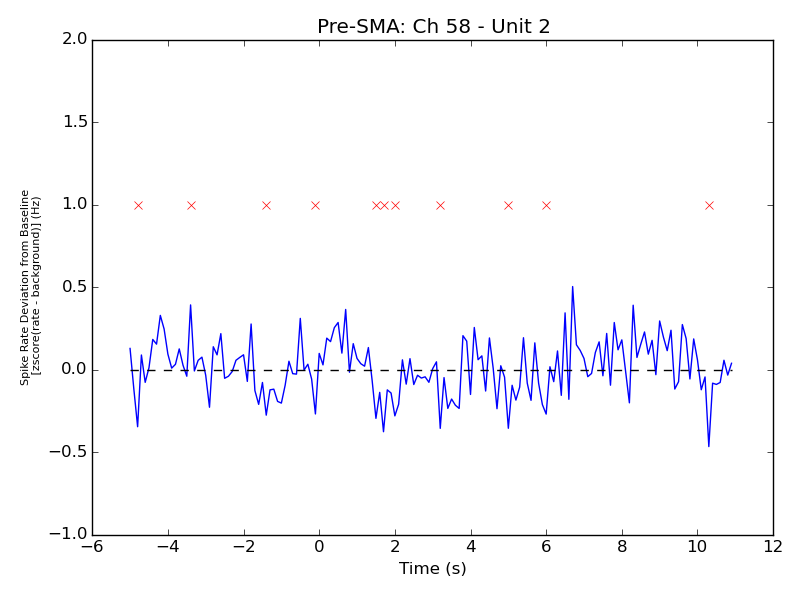 Pre-SMA: Ch 58 - Unit 2
2.0
1.5
1.0
0.5
0.0
−0.5
−1.0
Spike Rate Deviation from Baseline
[zscore(rate - background)] (Hz)
−6 −4 −2 0 2 4 6 8 10 12
Time (s)